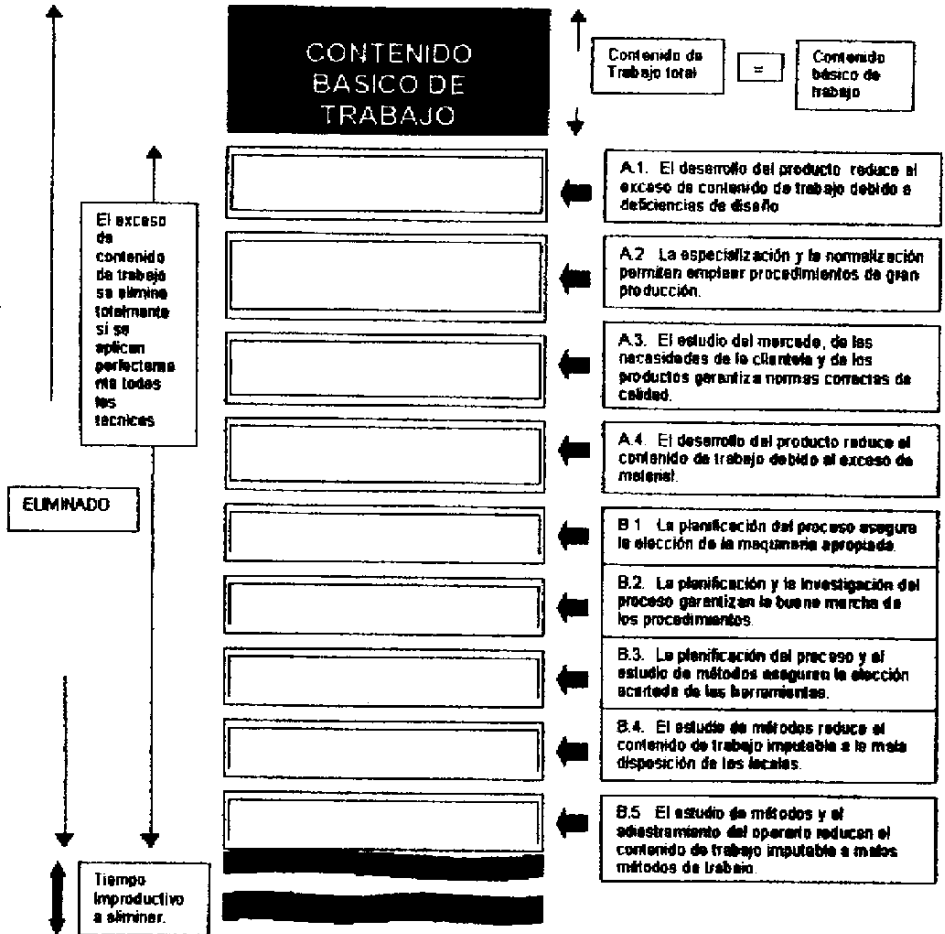 CONTENIDO
BASICO DE
TRABAJO
Contenido de
Trabajo total
=
Contenido
básico de
trabajo
El exceso
de
contenido
de trabajo
se elimina
totalmente
si se
aplican
perfectame
nte todas
las
tecnicas
ELIMINADO
Tiempo
Improductivo
a eliminar.
A.1. El desarrollo del producto reduce el
exceso de contenido de trabajo debido a
deficiencias de diseño
A.2 La especialización y la normalización
permiten emplear procedimientos de gran
producción.
A.3. El estudio del mercado, de las
necesidades de la clientela y de los
productos garantiza normas correctas de
calidad.
A.4. El desarrollo del producto reduce el
contenido de trabajo debido al exceso de
material.
B.1 La planificación del proceso asegura
la elección de la maquinaria apropiada.
B.2. La planificación y la investigación del
proceso garantizan la buena marcha de
los procedimientos.
B.3. La planificación del proceso y el
estudio de métodos aseguran la elección
acertada de las herramientas.
B.4. El estudio de métodos reduce el
contenido de trabajo imputable a la mala
disposición de los locales.
B.5 El estudio de métodos y el
adiestramiento del operario reducen el
contenido de trabajo imputable a malos
métodos de trabajo.